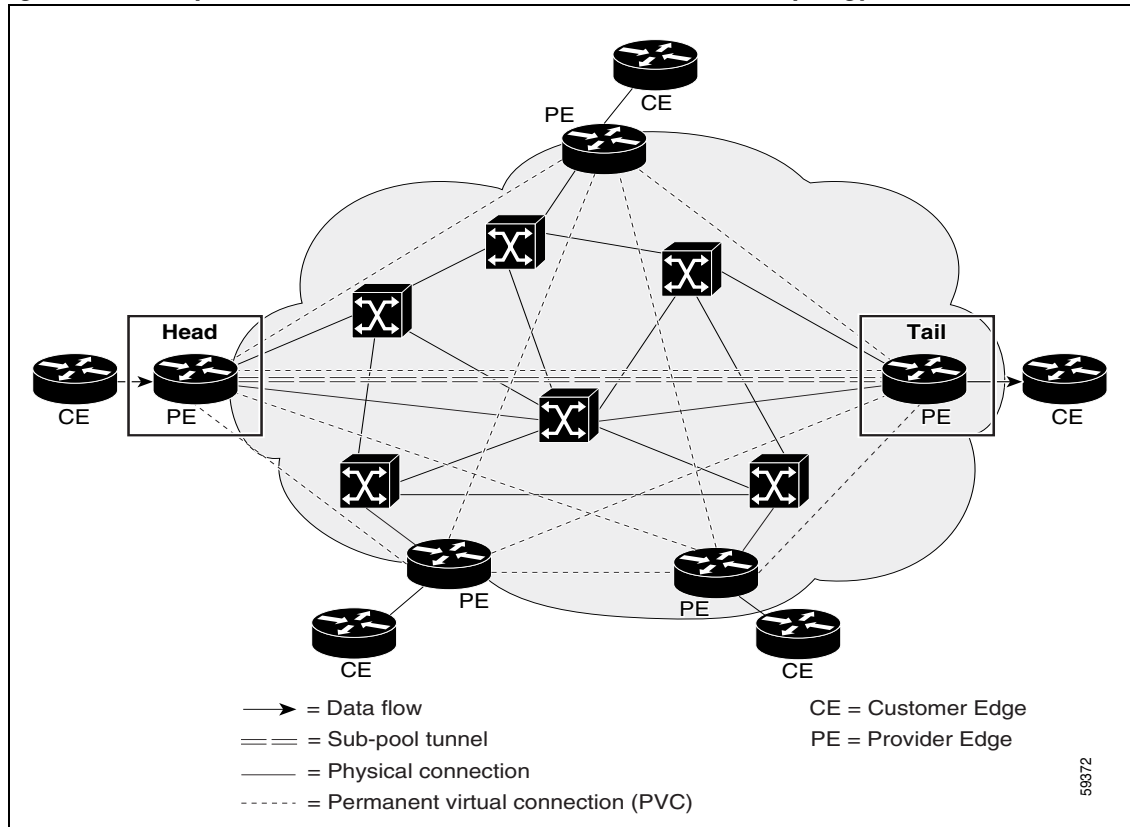 CE
PE
Head
Tail
CE
PE
PE
CE
PE
PE
CE
CE
= Data flow
CE = Customer Edge
= Sub-pool tunnel
PE = Provider Edge
= Physical connection
= Permanent virtual connection (PVC)
59372